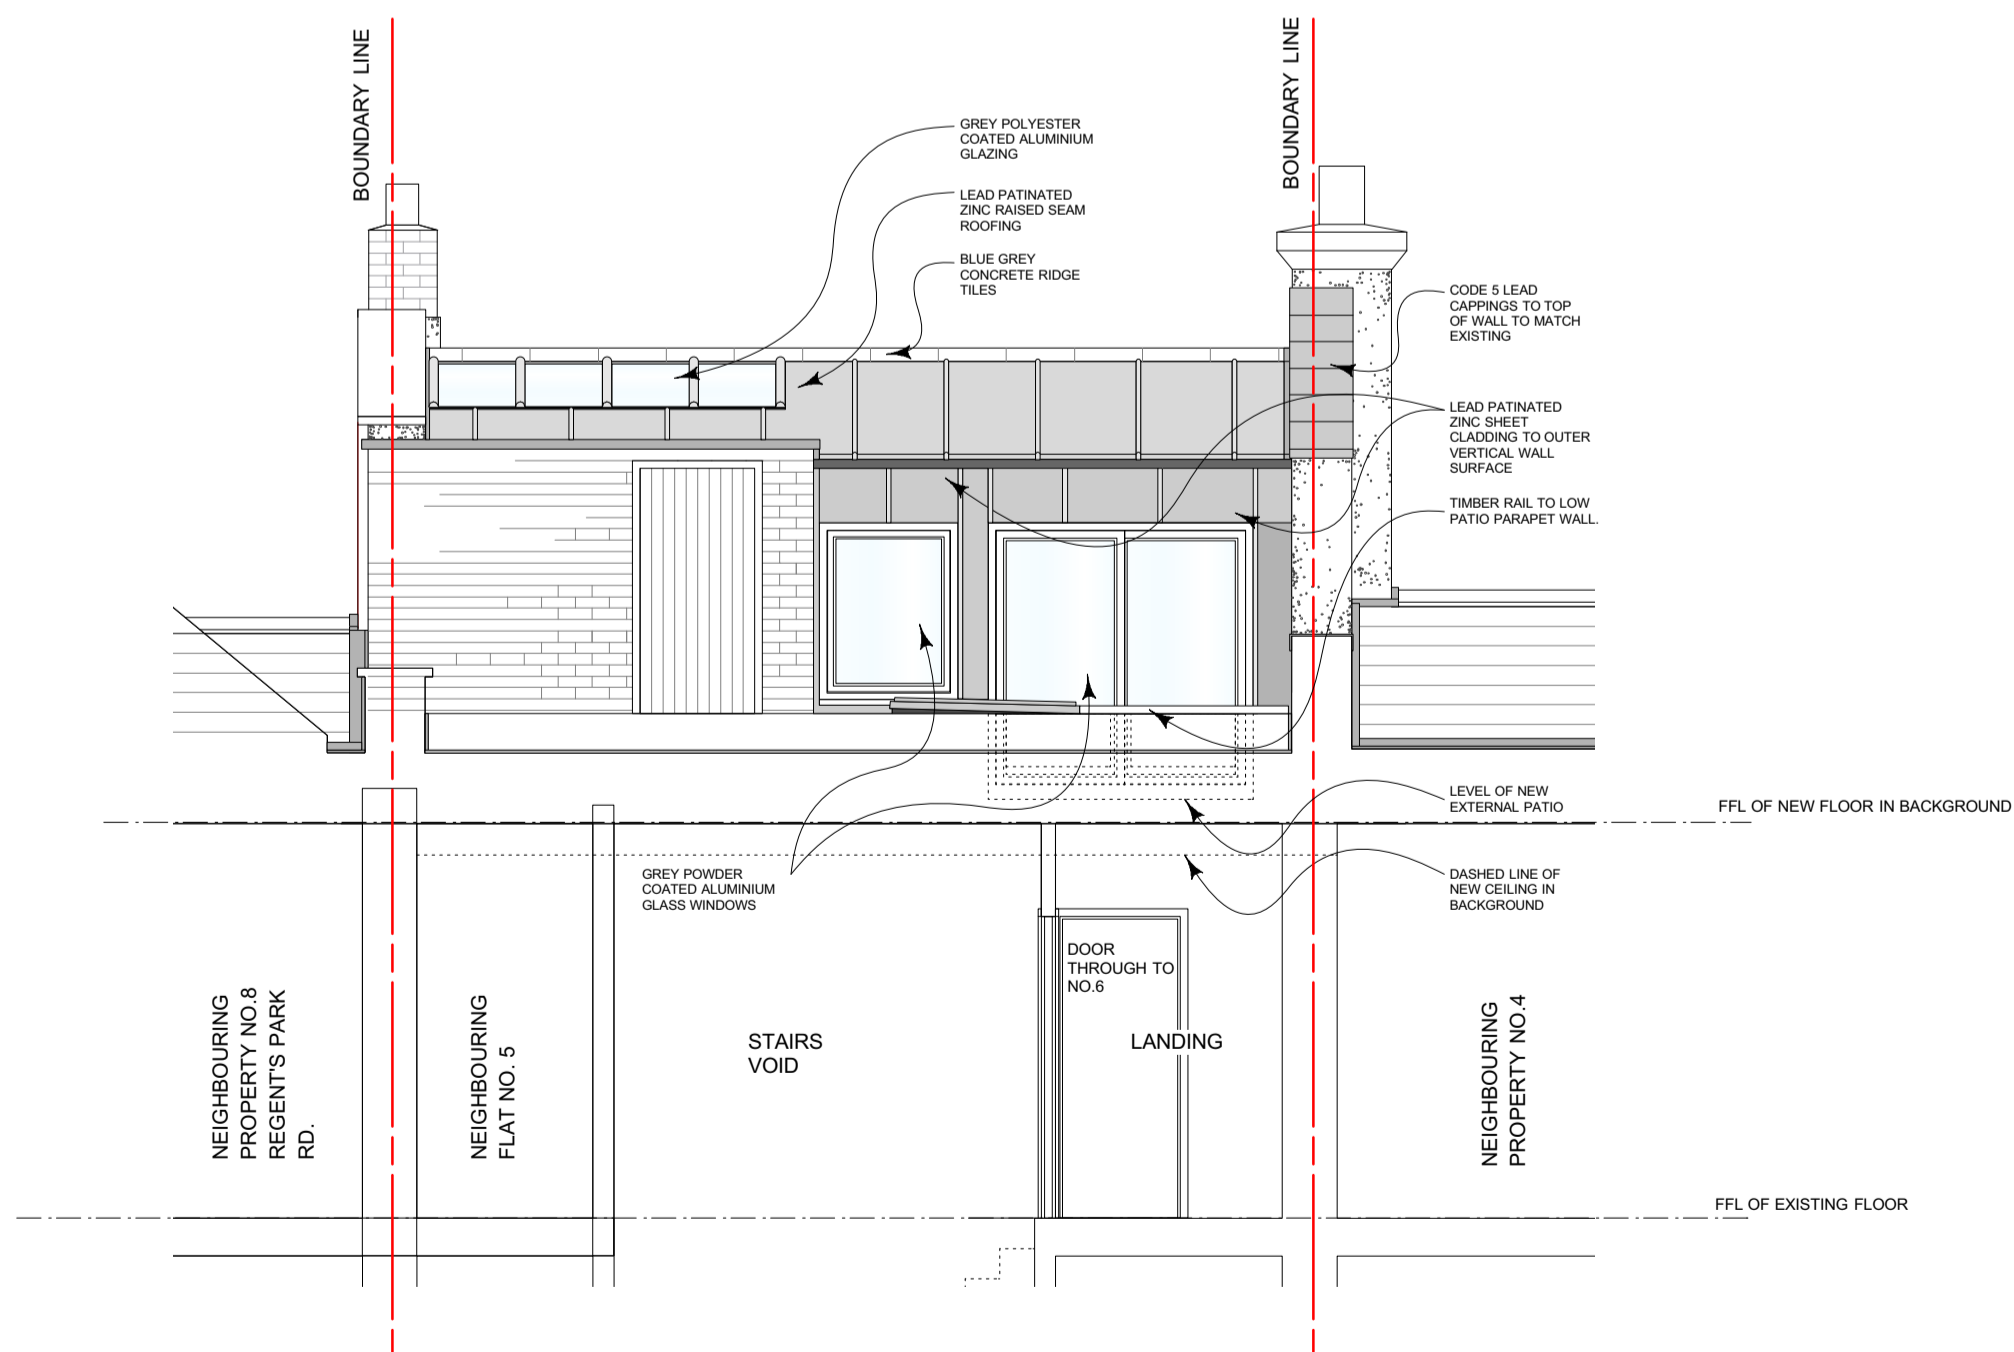 BOUNDARY LINE
BOUNDARY LINE
GREY POLYESTER
COATED ALUMINIUM
GLAZING
LEAD PATINATED
ZINC RAISED SEAM
ROOFING
BLUE GREY
CONCRETE RIDGE
TILES
CODE 5 LEAD
CAPPINGS TO TOP
OF WALL TO MATCH
EXISTING
LEAD PATINATED
ZINC SHEET
CLADDING TO OUTER
VERTICAL WALL
SURFACE
TIMBER RAIL TO LOW
PATIO PARAPET WALL.
LEVEL OF NEW
EXTERNAL PATIO
FFL OF NEW FLOOR IN BACKGROUND
GREY POWDER
COATED ALUMINIUM
GLASS WINDOWS
DASHED LINE OF
NEW CEILING IN
BACKGROUND
DOOR
THROUGH TO
NO.6
NEIGHBOURING
PROPERTY NO.8
REGENT'S PARK
RD.
NEIGHBOURING
FLAT NO. 5
STAIRS
VOID
LANDING
NEIGHBOURING
PROPERTY NO.4
FFL OF EXISTING FLOOR